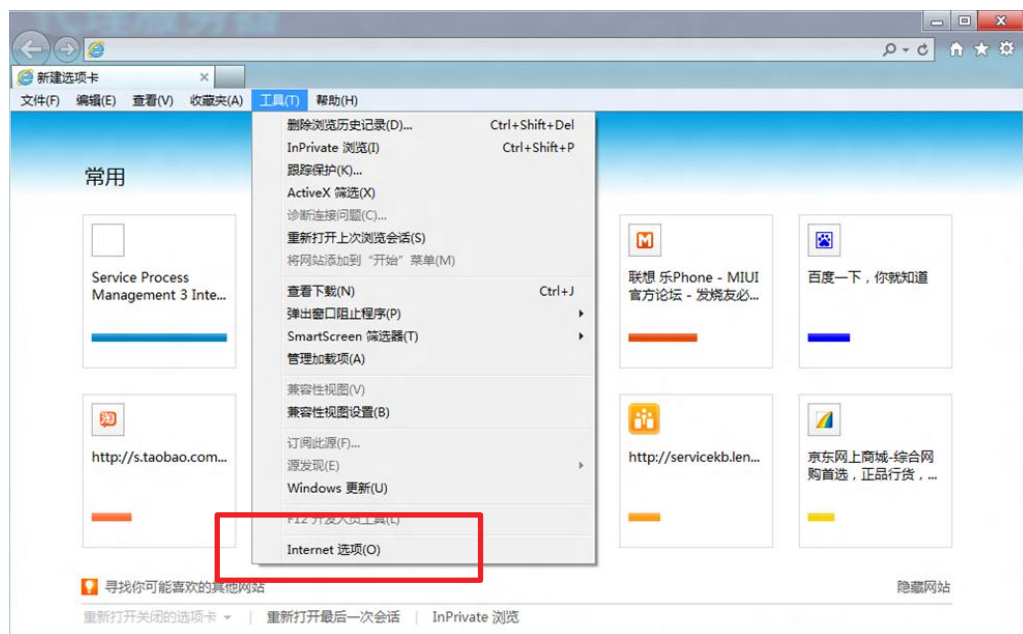 新建选项卡
文件(F) 编辑(E) 查看(V) 收藏夹(A) 工具(T) 帮助(H)
常用
删除浏览历史记录(D)... Ctrl+Shift+Del
InPrivate 浏览(I) Ctrl+Shift+P
跟踪保护(K)...
ActiveX 筛选(X)
诊断连接问题(C)...
重新打开上次浏览会话(S)
将网站添加到“开始”菜单(M)
查看下载(N) Ctrl+J
弹出窗口阻止程序(P)
SmartScreen 筛选器(T)
管理加载项(A)
兼容性视图(V)
兼容性视图设置(B)
订阅此源(F)...
源发现(E)
Windows 更新(U)
F12 开发人员工具(L)
Internet 选项(O)
Service Process
Management 3 Inte...
联想 乐Phone - MIUI
官方论坛 - 发烧友必...
百度一下，你就知道
淘
http://s.taobao.com...
http://servicekb.len...
京东网上商城-综合网
购首选，正品行货，...
寻找你可能喜欢的其他网站
隐藏网站
重新打开关闭的选项卡
重新打开最后一次会话
InPrivate 浏览